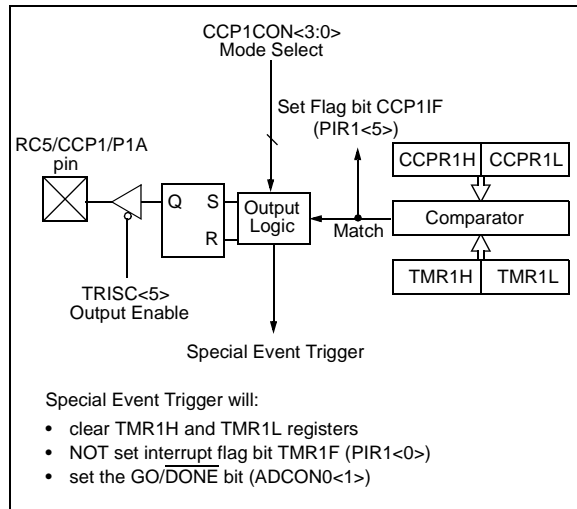 CCP1CON<3:0>
Mode Select
Set Flag bit CCP1IF
(PIR1<5>)
RC5/CCP1/P1A
pin
CCPR1H CCPR1L
Q S
R
Output
Logic
Match
Comparator
TRISC<5>
Output Enable
TMR1H TMR1L
Special Event Trigger
Special Event Trigger will:
• clear TMR1H and TMR1L registers
• NOT set interrupt flag bit TMR1F (PIR1<0>)
• set the GO/DONE bit (ADCON0<1>)